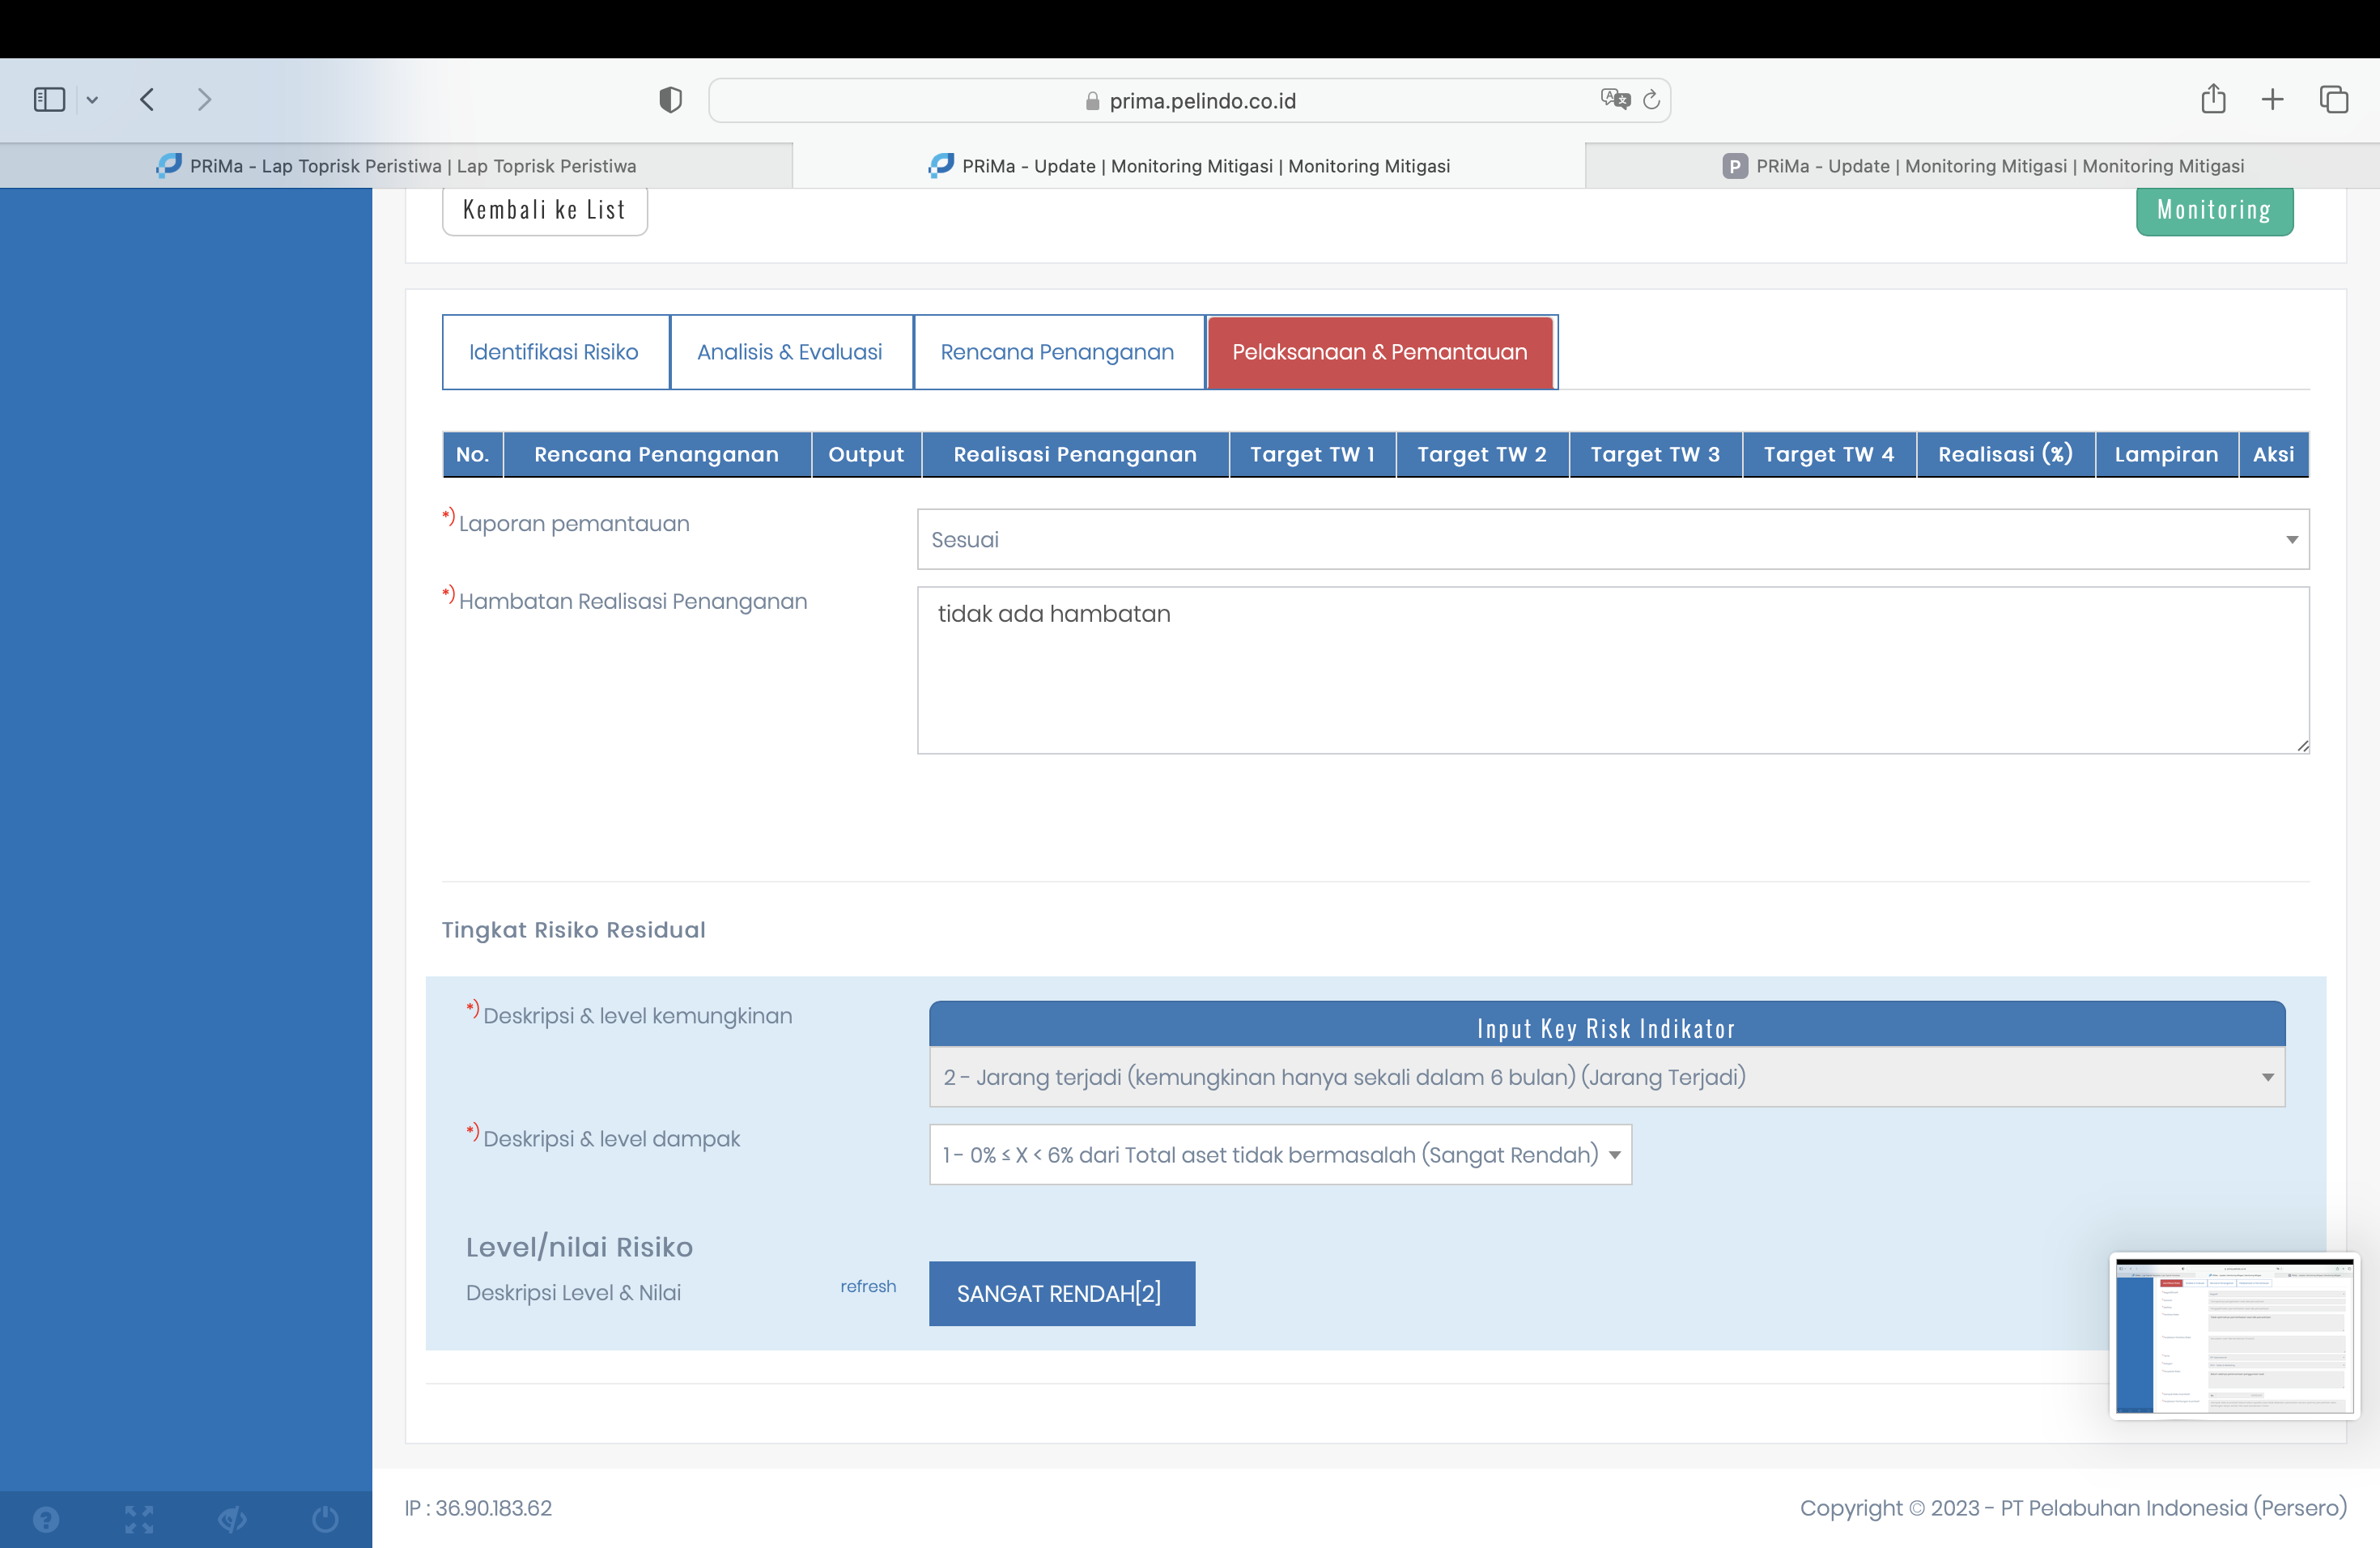 prima.pelindo.co.id
PRiMa - Lap Toprisk Peristiwa | Lap Toprisk Peristiwa
PRiMa - Update | Monitoring Mitigasi | Monitoring Mitigasi
P PRiMa - Update | Monitoring Mitigasi | Monitoring Mitigasi
Kembali ke List
Monitoring
Identifikasi Risiko
Analisis & Evaluasi
Rencana Penanganan
Pelaksanaan & Pemantauan
No. Rencana Penanganan Output Realisasi Penanganan Target TW 1 Target TW 2 Target TW 3 Target TW 4 Realisasi (%) Lampiran Aksi
*) Laporan pemantauan
Sesuai
*) Hambatan Realisasi Penanganan
tidak ada hambatan
Tingkat Risiko Residual
*) Deskripsi & level kemungkinan
Input Key Risk Indikator
2 - Jarang terjadi (kemungkinan hanya sekali dalam 6 bulan) (Jarang Terjadi)
*) Deskripsi & level dampak
1 - 0% ≤ X < 6% dari Total aset tidak bermasalah (Sangat Rendah)
Level/nilai Risiko
Deskripsi Level & Nilai
refresh
SANGAT RENDAH[2]
IP : 36.90.183.62
Copyright © 2023 - PT Pelabuhan Indonesia (Persero)